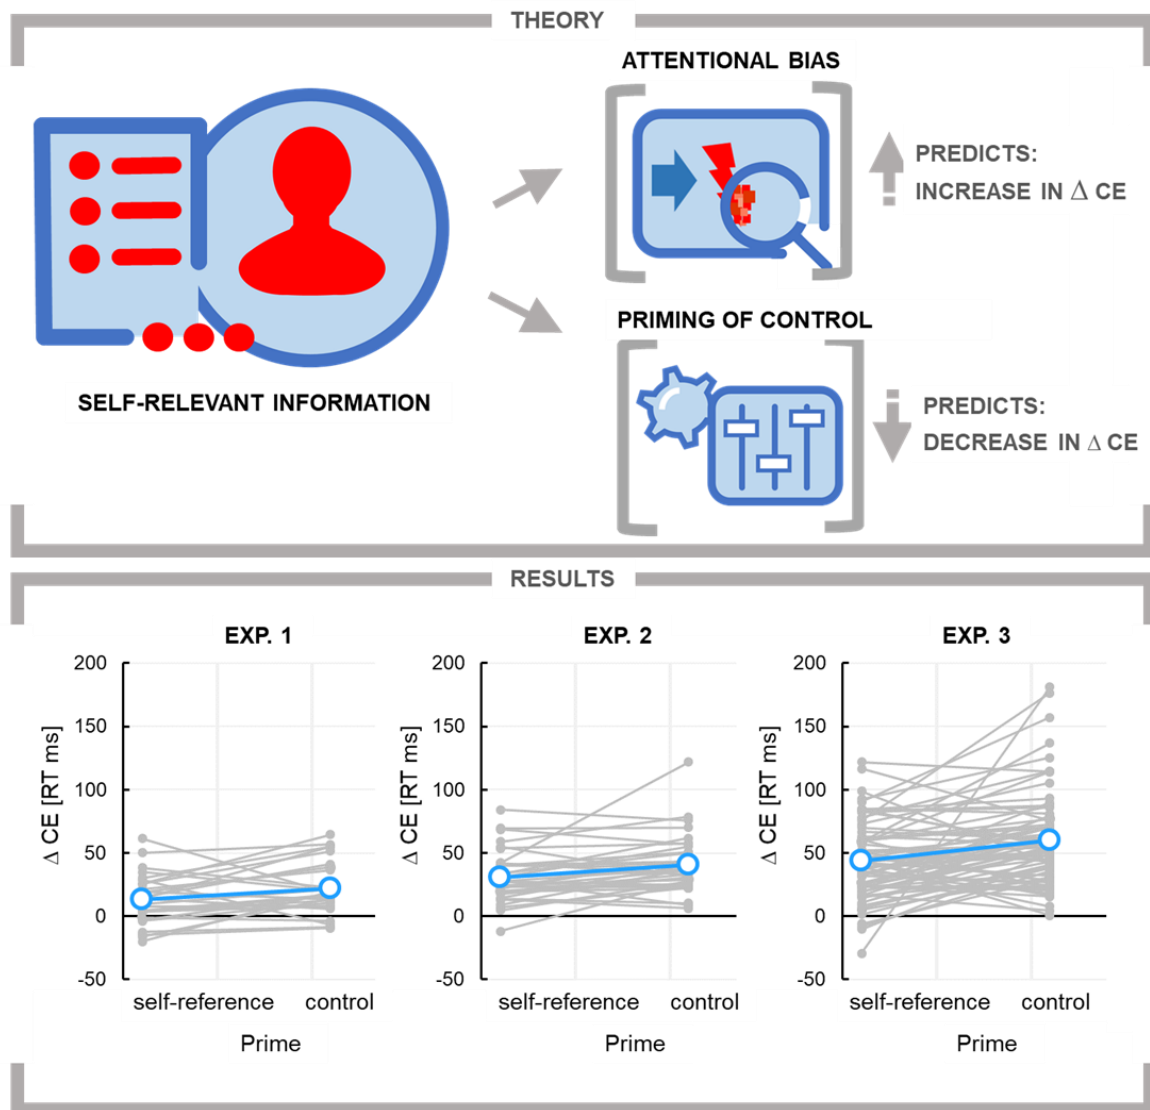 THEORY
ATTENTIONAL BIAS
PREDICTS:
INCREASE IN Δ CE
SELF-RELEVANT INFORMATION
PRIMING OF CONTROL
PREDICTS:
DECREASE IN Δ CE
RESULTS
EXP. 1
Δ CE [RT ms]
200
150
100
50
0
-50
self-reference control
Prime
EXP. 2
Δ CE [RT ms]
200
150
100
50
0
-50
self-reference control
Prime
EXP. 3
Δ CE [RT ms]
200
150
100
50
0
-50
self-reference control
Prime